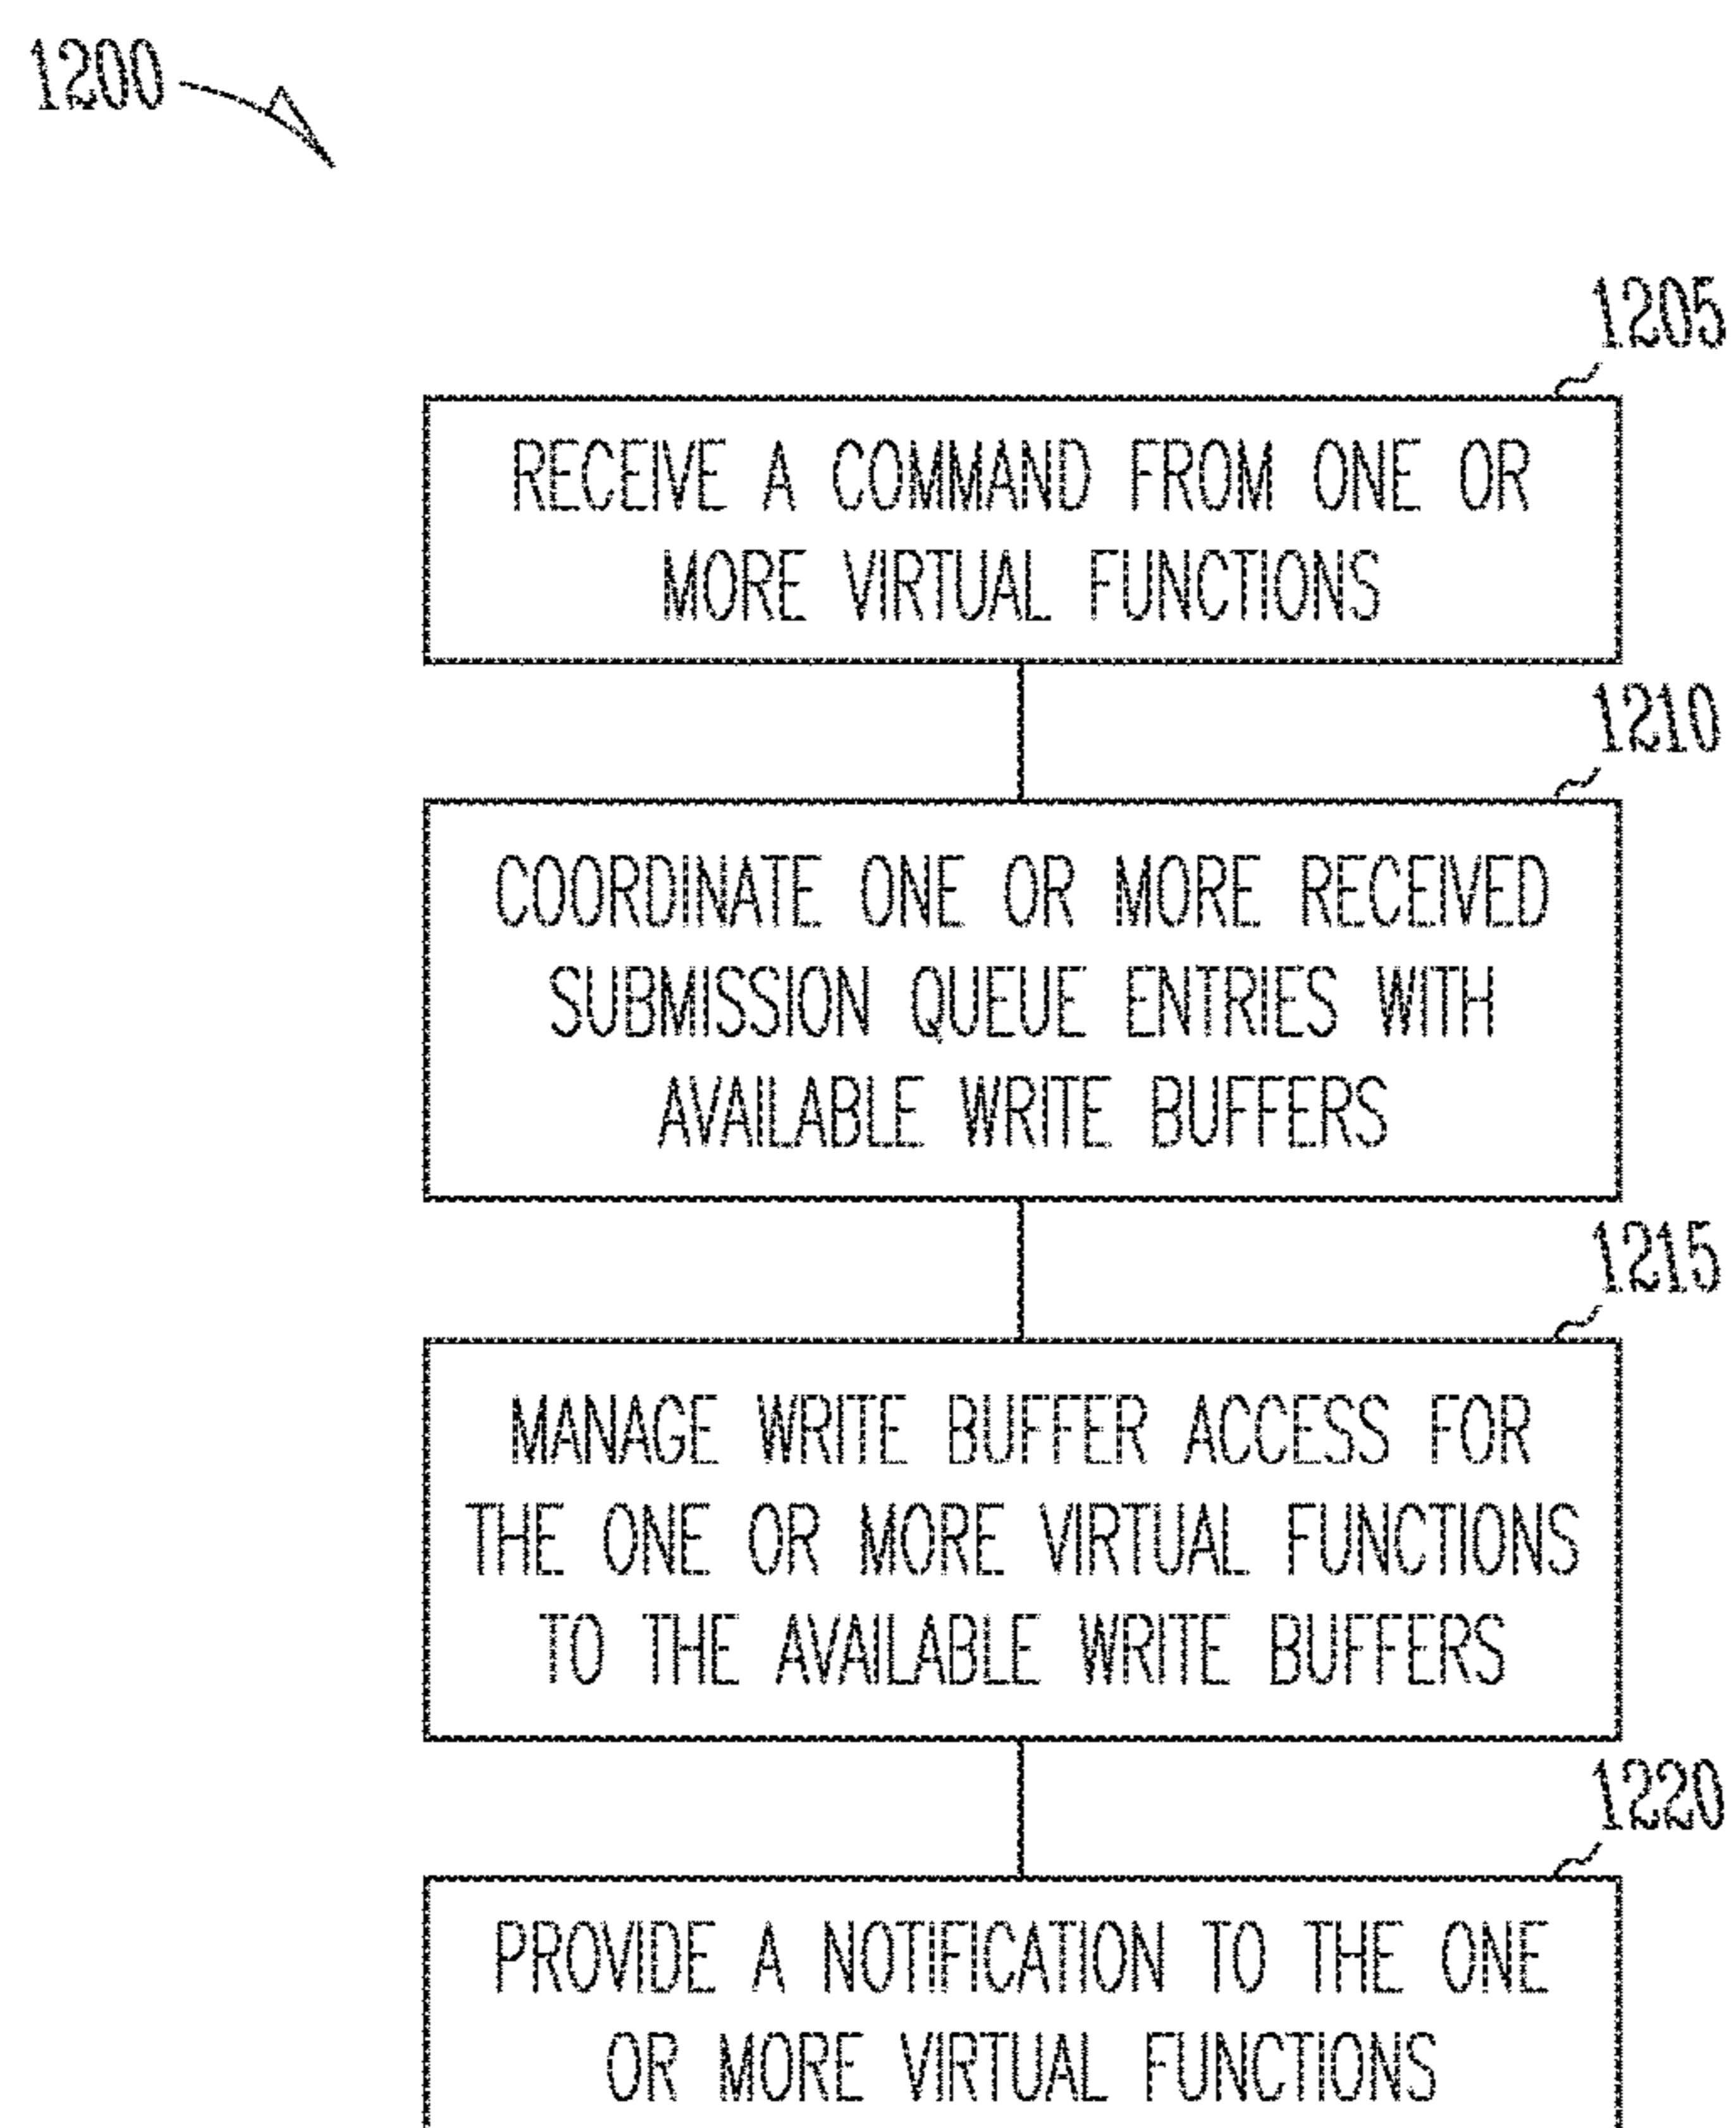 1200
1205
RECEIVE A COMMAND FROM ONE OR
MORE VIRTUAL FUNCTIONS
1210
COORDINATE ONE OR MORE RECEIVED
SUBMISSION QUEUE ENTRIES WITH
AVAILABLE WRITE BUFFERS
1215
MANAGE WRITE BUFFER ACCESS FOR
THE ONE OR MORE VIRTUAL FUNCTIONS
TO THE AVAILABLE WRITE BUFFERS
1220
PROVIDE A NOTIFICATION TO THE ONE
OR MORE VIRTUAL FUNCTIONS